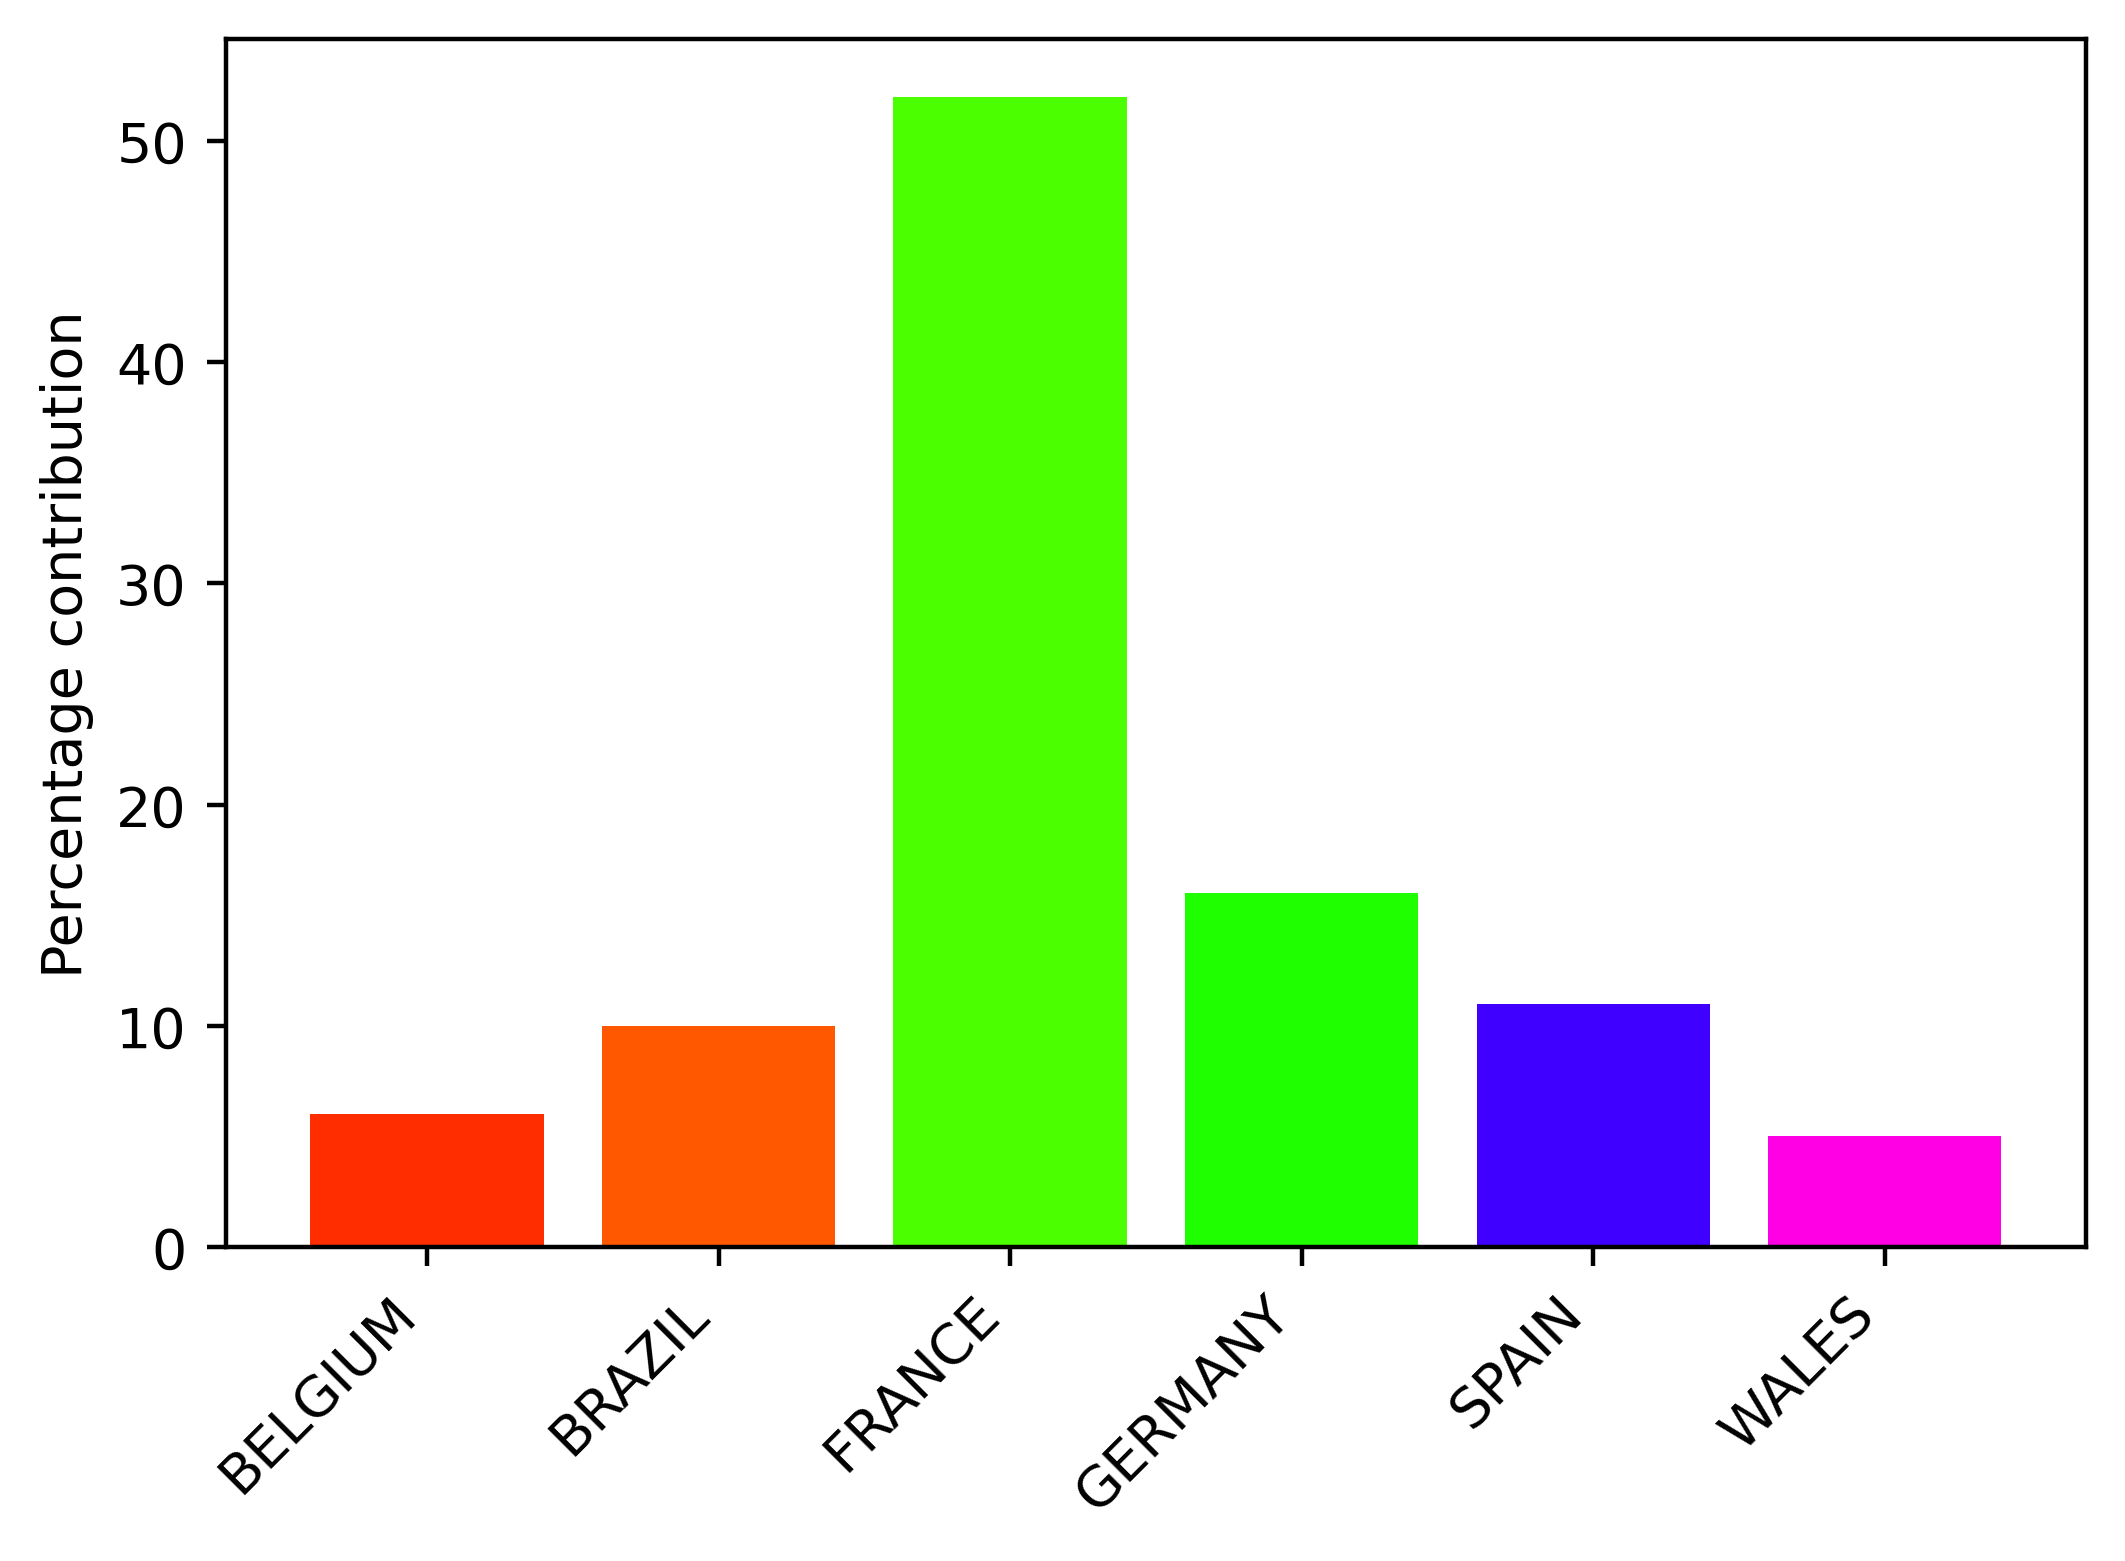 Percentage contribution
50
40
30
20
10
0
BELGIUM
BRAZIL
FRANCE
GERMANY
SPAIN
WALES